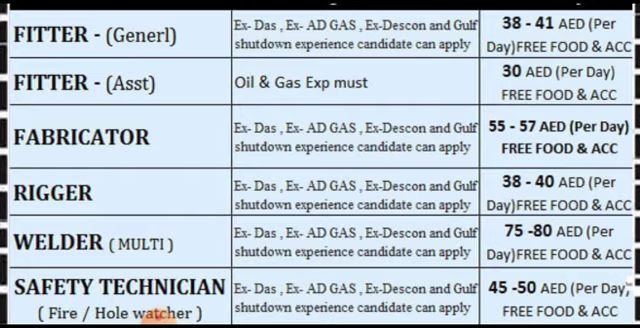 FITTER - (Generl)
Ex- Das , Ex- AD GAS , Ex-Descon and Gulf
shutdown experience candidate can apply
38 - 41 AED (Per
Day)FREE FOOD & ACC
FITTER - (Asst)
Oil & Gas Exp must
30 AED (Per Day)
FREE FOOD & ACC
FABRICATOR
Ex- Das , Ex- AD GAS , Ex-Descon and Gulf
shutdown experience candidate can apply
55 - 57 AED (Per Day)
FREE FOOD & ACC
RIGGER
Ex- Das , Ex- AD GAS , Ex-Descon and Gulf
shutdown experience candidate can apply
38 - 40 AED (Per
Day)FREE FOOD & ACC
WELDER ( MULTI )
Ex- Das , Ex- AD GAS , Ex-Descon and Gulf
shutdown experience candidate can apply
75 -80 AED (Per
Day)FREE FOOD & ACC
SAFETY TECHNICIAN
( Fire / Hole watcher )
Ex- Das , Ex- AD GAS , Ex-Descon and Gulf
shutdown experience candidate can apply
45 -50 AED (Per Day)
FREE FOOD & ACC